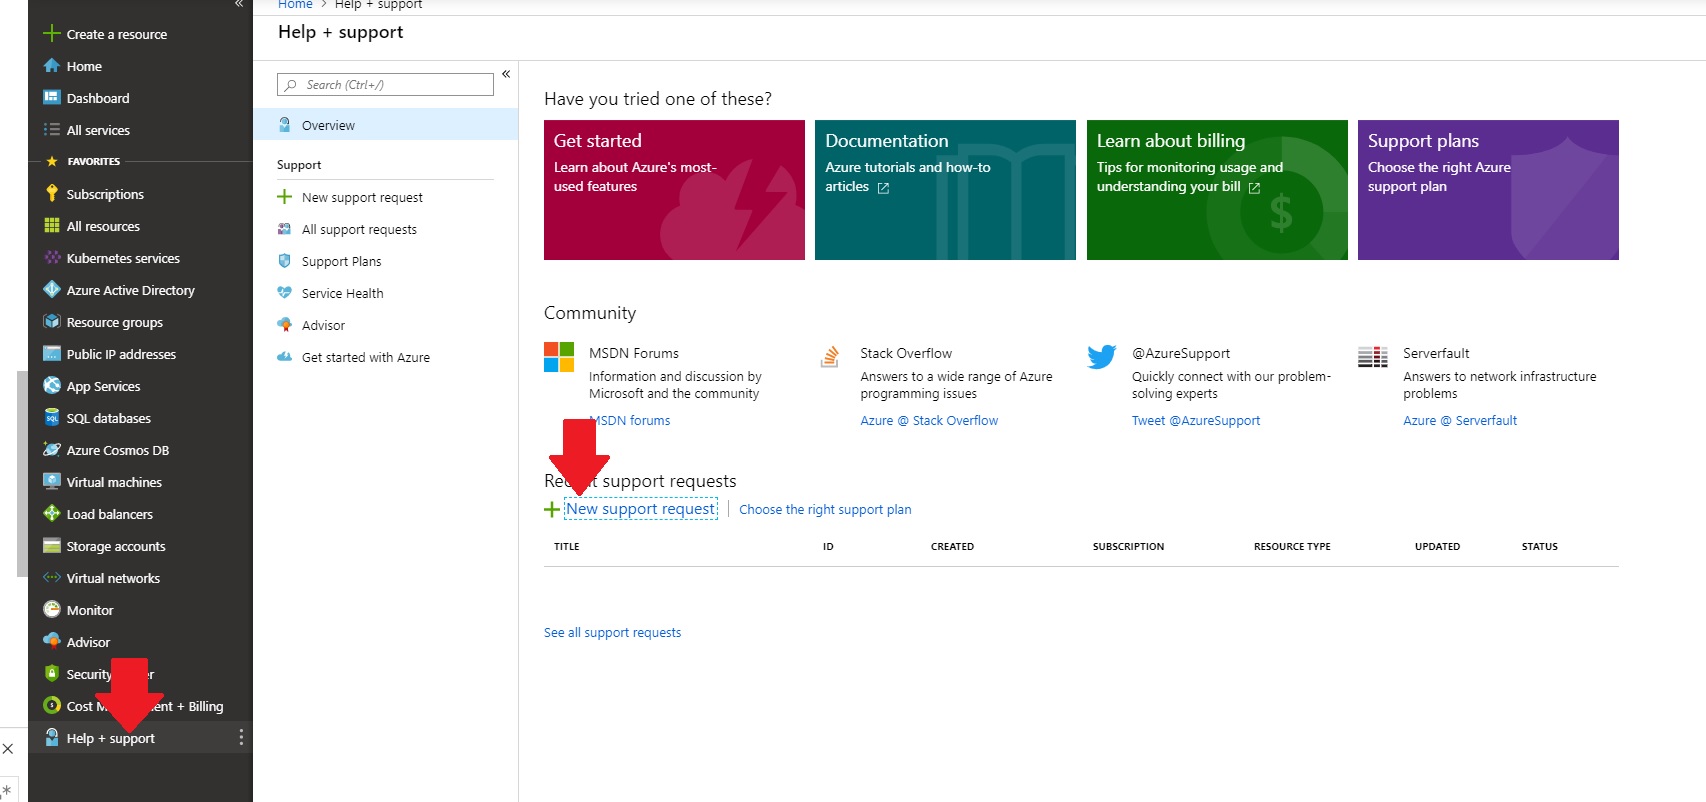 Home > Help + support
Help + support
«
Create a resource
Home
Dashboard
All services
FAVORITES
Subscriptions
All resources
Kubernetes services
Azure Active Directory
Resource groups
Public IP addresses
App Services
SQL databases
Azure Cosmos DB
Virtual machines
Load balancers
Storage accounts
Virtual networks
Monitor
Advisor
Security
Cost + Billing
Help + support
Search (Ctrl+/)
«
Overview
Support
New support request
All support requests
Support Plans
Service Health
Advisor
Get started with Azure
Have you tried one of these?
Get started
Learn about Azure's most-
used features
Documentation
Azure tutorials and how-to
articles
Learn about billing
Tips for monitoring usage and
understanding your bill
$
Support plans
Choose the right Azure
support plan
Community
MSDN Forums
Information and discussion by
Microsoft and the community
MSDN forums
Stack Overflow
Answers to a wide range of Azure
programming issues
Azure @ Stack Overflow
@AzureSupport
Quickly connect with our problem-
solving experts
Tweet @AzureSupport
Serverfault
Answers to network infrastructure
problems
Azure @ Serverfault
support requests
New support request | Choose the right support plan
TITLE ID CREATED SUBSCRIPTION RESOURCE TYPE UPDATED STATUS
See all support requests